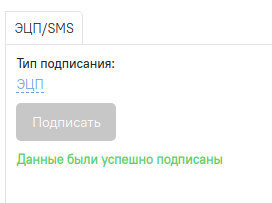 ЭЦП/SMS
Тип подписания:
ЭЦП
Подписать
Данные были успешно подписаны